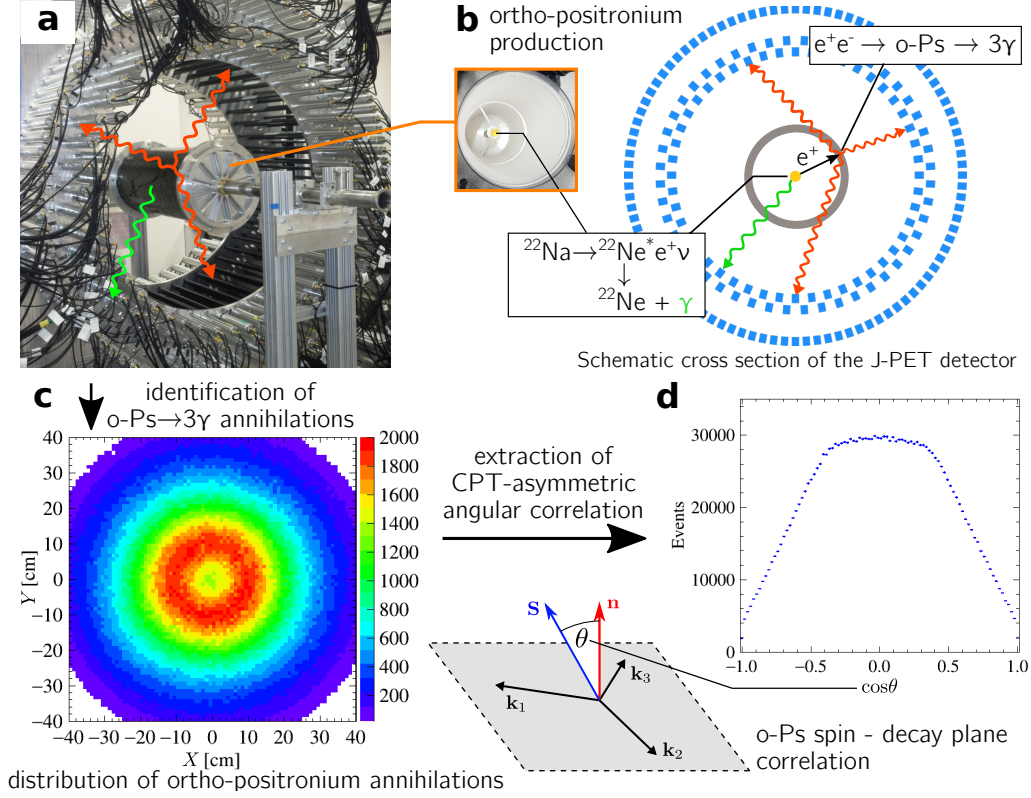 a
b
ortho-positronium
production
e⁺e⁻ → o-Ps → 3γ
e⁺
²²Na→²²Ne*e⁺ν
↓
²²Ne + γ
Schematic cross section of the J-PET detector
c
identification of
o-Ps→3γ annihilations
40
30
20
10
0
−10
−20
−30
−40
Y [cm]
−40 −30 −20 −10 0 10 20 30 40
X [cm]
2000
1800
1600
1400
1200
1000
800
600
400
200
distribution of ortho-positronium annihilations
extraction of
CPT-asymmetric
angular correlation
S
n
θ
k₁
k₂
k₃
d
30000
20000
10000
0
Events
−1.0 −0.5 0.0 0.5 1.0
cosθ
o-Ps spin - decay plane
correlation